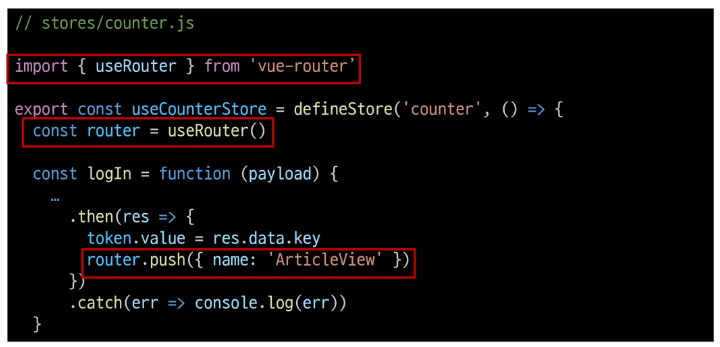 // stores/counter.js
import { useRouter } from 'vue-router’
export const useCounterStore = defineStore('counter', () => {
const router = useRouter()
const logIn = function (payload) {
…
.then(res => {
token.value = res.data.key
router.push({ name: 'ArticleView' })
})
.catch(err => console.log(err))
}